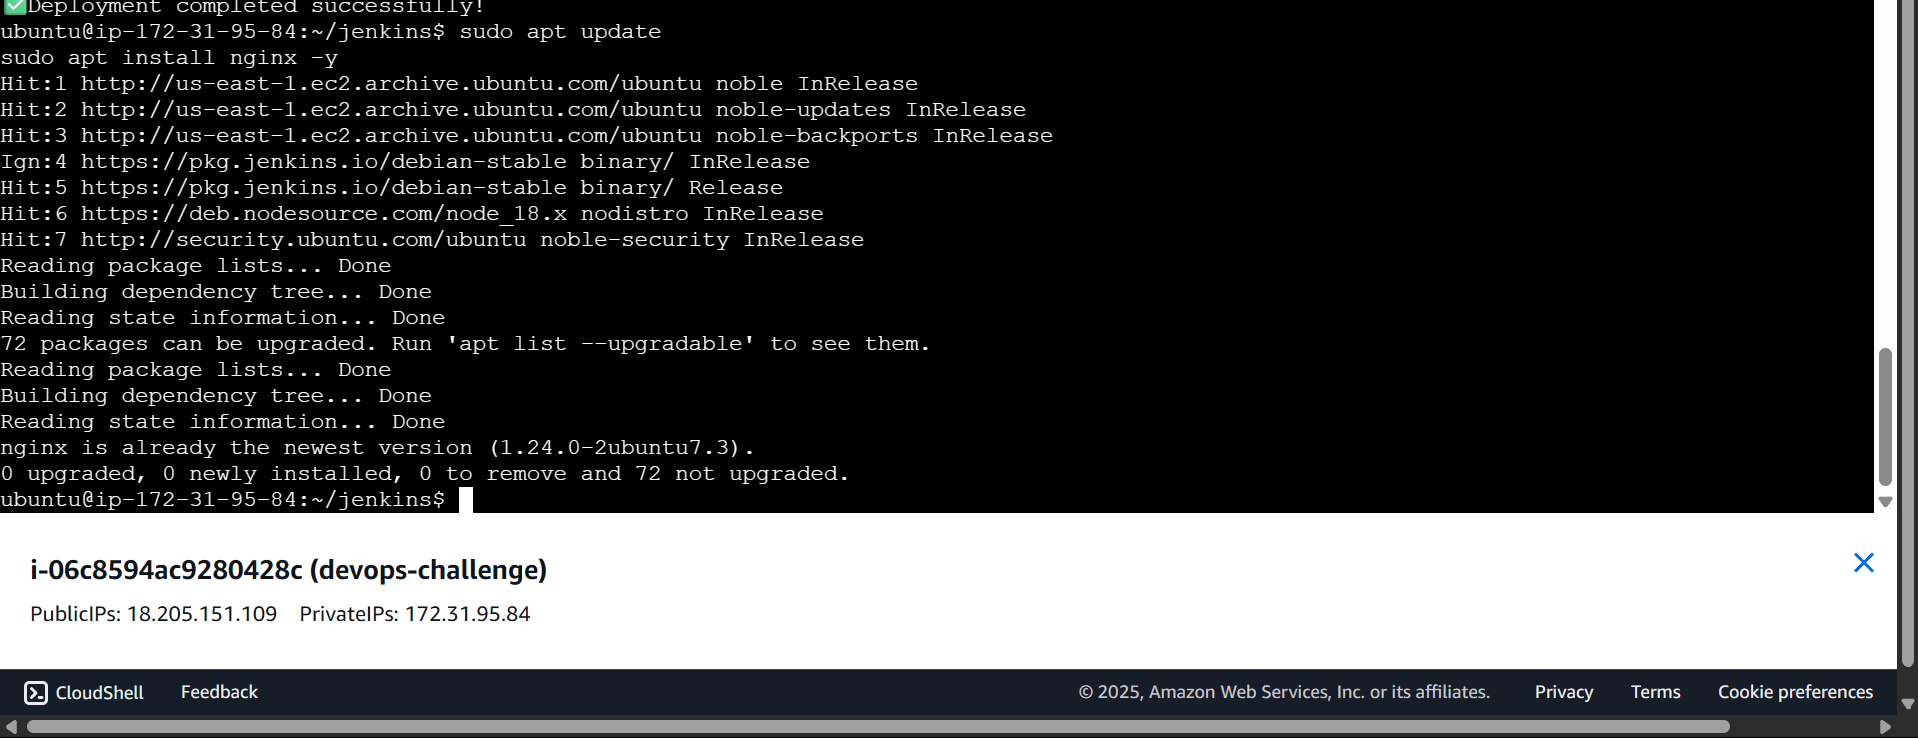 ✅Deployment completed successfully!
ubuntu@ip-172-31-95-84:~/jenkins$ sudo apt update
sudo apt install nginx -y
Hit:1 http://us-east-1.ec2.archive.ubuntu.com/ubuntu noble InRelease
Hit:2 http://us-east-1.ec2.archive.ubuntu.com/ubuntu noble-updates InRelease
Hit:3 http://us-east-1.ec2.archive.ubuntu.com/ubuntu noble-backports InRelease
Ign:4 https://pkg.jenkins.io/debian-stable binary/ InRelease
Hit:5 https://pkg.jenkins.io/debian-stable binary/ Release
Hit:6 https://deb.nodesource.com/node_18.x nodistro InRelease
Hit:7 http://security.ubuntu.com/ubuntu noble-security InRelease
Reading package lists... Done
Building dependency tree... Done
Reading state information... Done
72 packages can be upgraded. Run 'apt list --upgradable' to see them.
Reading package lists... Done
Building dependency tree... Done
Reading state information... Done
nginx is already the newest version (1.24.0-2ubuntu7.3).
0 upgraded, 0 newly installed, 0 to remove and 72 not upgraded.
ubuntu@ip-172-31-95-84:~/jenkins$
i-06c8594ac9280428c (devops-challenge)
PublicIPs: 18.205.151.109 PrivateIPs: 172.31.95.84
CloudShell Feedback © 2025, Amazon Web Services, Inc. or its affiliates. Privacy Terms Cookie preferences